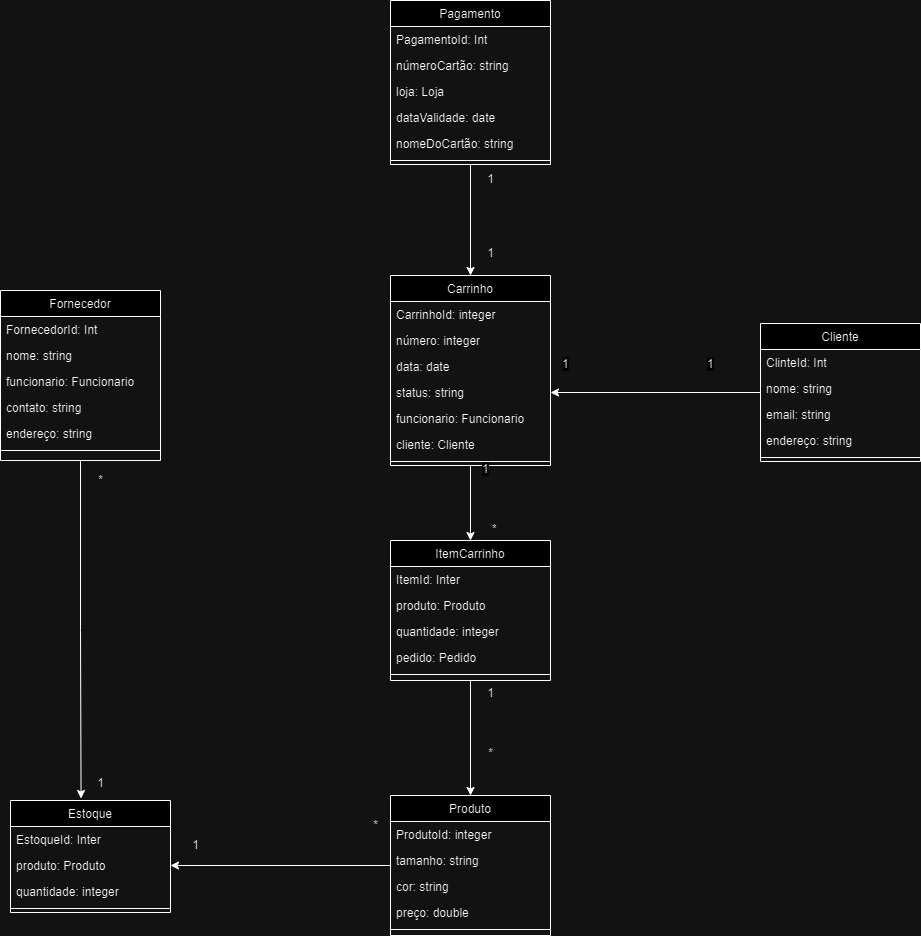 Pagamento
PagamentoId: Int
númeroCartão: string
loja: Loja
dataValidade: date
nomeDoCartão: string
1
1
Carrinho
CarrinhoId: integer
número: integer
data: date
status: string
funcionario: Funcionario
cliente: Cliente
Fornecedor
FornecedorId: Int
nome: string
funcionario: Funcionario
contato: string
endereço: string
Cliente
ClinteId: Int
nome: string
email: string
endereço: string
1
1
1
*
*
ItemCarrinho
ItemId: Inter
produto: Produto
quantidade: integer
pedido: Pedido
1
*
1
Estoque
EstoqueId: Inter
produto: Produto
quantidade: integer
1
*
Produto
ProdutoId: integer
tamanho: string
cor: string
preço: double